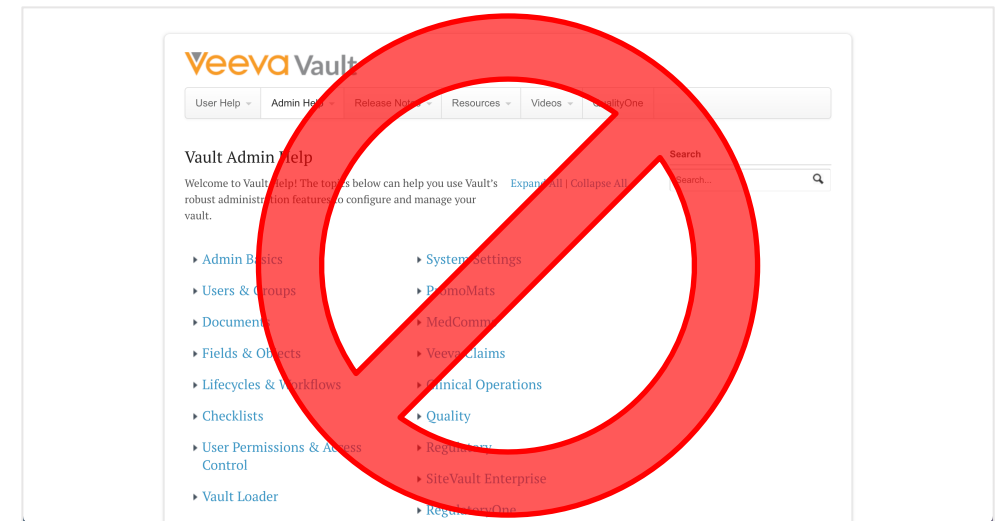 Veeva Vault
User Help Admin Help Release Notes Resources Videos QualityOne
Vault Admin Help
Welcome to Vault Help! The topics below can help you use Vault's
robust administration features to configure and manage your
vault.
Expand All | Collapse All
Search
Search...
Admin Basics
Users & Groups
Documents
Fields & Objects
Lifecycles & Workflows
Checklists
User Permissions & Access
Control
Vault Loader
System Settings
PromoMats
MedComms
Veeva Claims
Clinical Operations
Quality
Regulatory
SiteVault Enterprise
RegulatoryOne